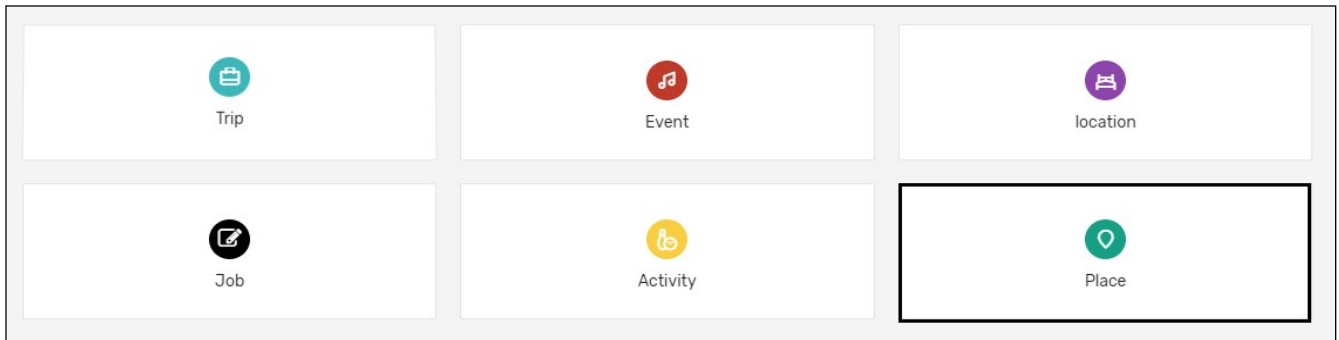 Trip
Event
location
Job
Activity
Place